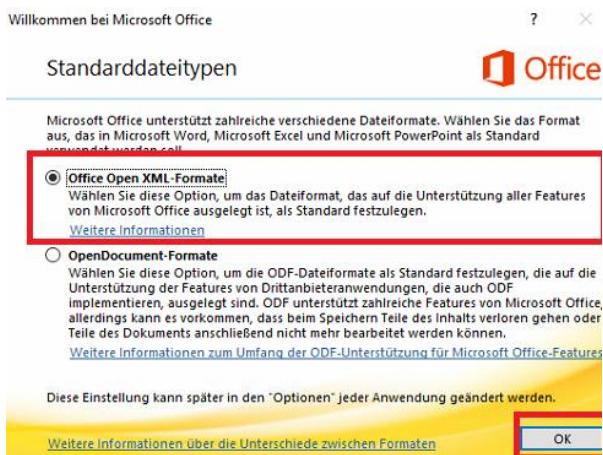 Willkommen bei Microsoft Office
Standarddateitypen
Office
Microsoft Office unterstützt zahlreiche verschiedene Dateiformate. Wählen Sie das Format
aus, das in Microsoft Word, Microsoft Excel und Microsoft PowerPoint als Standard
verwendet werden soll
Office Open XML-Formate
Wählen Sie diese Option, um das Dateiformat, das auf die Unterstützung aller Features
von Microsoft Office ausgelegt ist, als Standard festzulegen.
Weitere Informationen
OpenDocument-Formate
Wählen Sie diese Option, um die ODF-Dateiformate als Standard festzulegen, die auf die
Unterstützung der Features von Drittanbieteranwendungen, die auch ODF
implementieren, ausgelegt sind. ODF unterstützt zahlreiche Features von Microsoft Office,
allerdings kann es vorkommen, dass beim Speichern Teile des Inhalts verloren gehen oder
Teile des Dokuments anschließend nicht mehr bearbeitet werden können.
Weitere Informationen zum Umfang der ODF-Unterstützung für Microsoft Office-Features
Diese Einstellung kann später in den "Optionen" jeder Anwendung geändert werden.
Weitere Informationen über die Unterschiede zwischen Formaten
OK